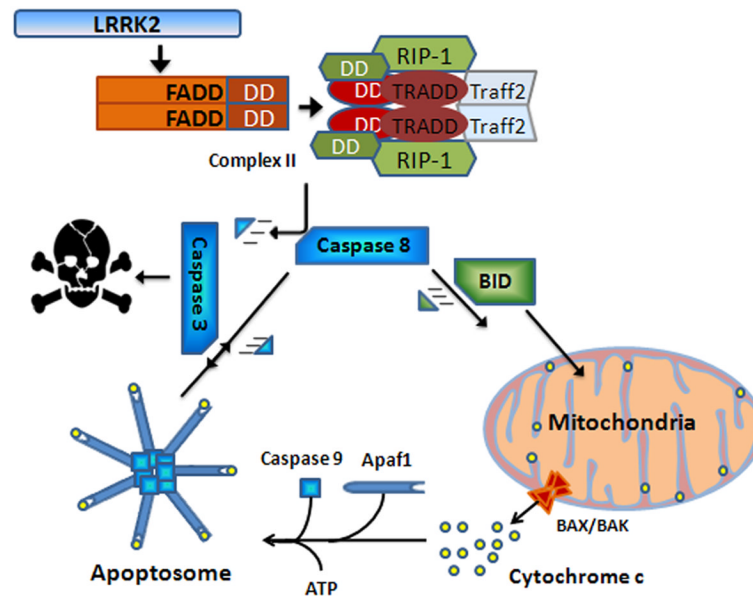 LRRK2
RIP-1
DD
FADD DD
DD TRADD Traff2
FADD DD
DD TRADD Traff2
DD
RIP-1
Complex II
Caspase 8
Caspase 3
BID
Mitochondria
Caspase 9 Apaf1
BAX/BAK
Apoptosome
ATP
Cytochrome c